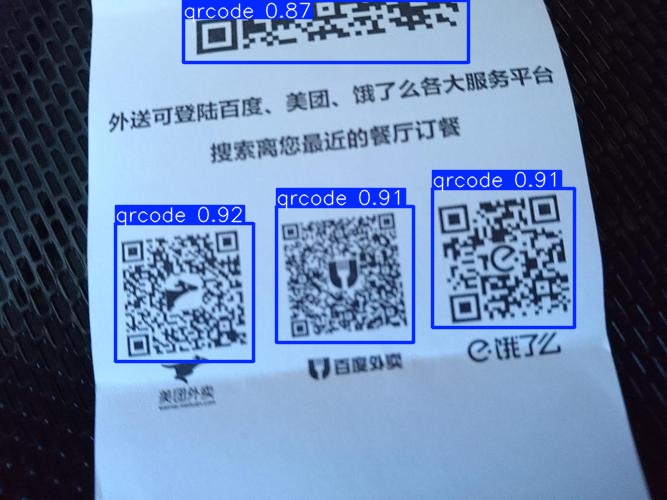 qrcode 0.87
外送可登陆百度、美团、饿了么各大服务平台
搜索离您最近的餐厅订餐
qrcode 0.92
qrcode 0.91
qrcode 0.91
美团外卖
百度外卖
e·饿了么